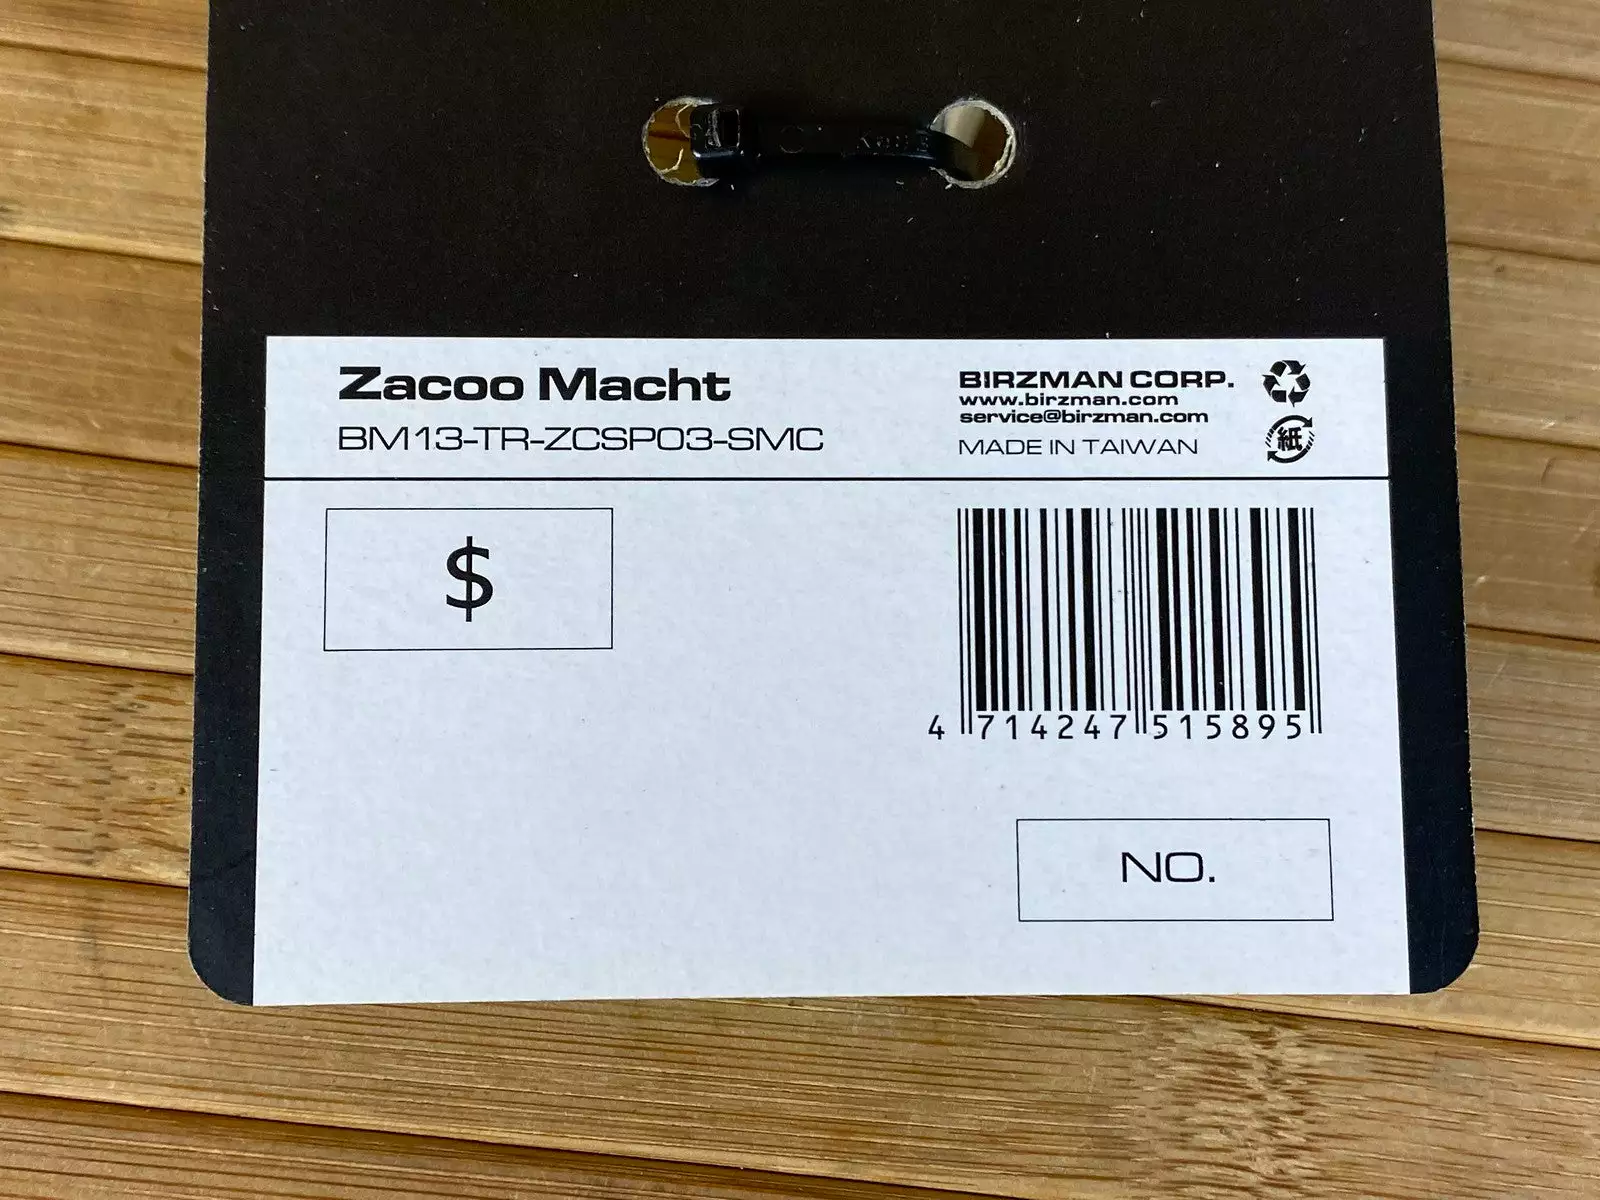 Zacoo Macht
BM13-TR-ZCSP03-SMC
BIRZMAN CORP.
www.birzman.com
service@birzman.com
MADE IN TAIWAN
紙
$
4 714247 515895
NO.